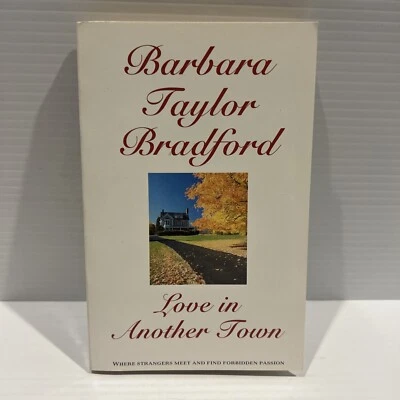 Barbara
Taylor
Bradford
Love in
Another Town
WHERE STRANGERS MEET AND FIND FORBIDDEN PASSION